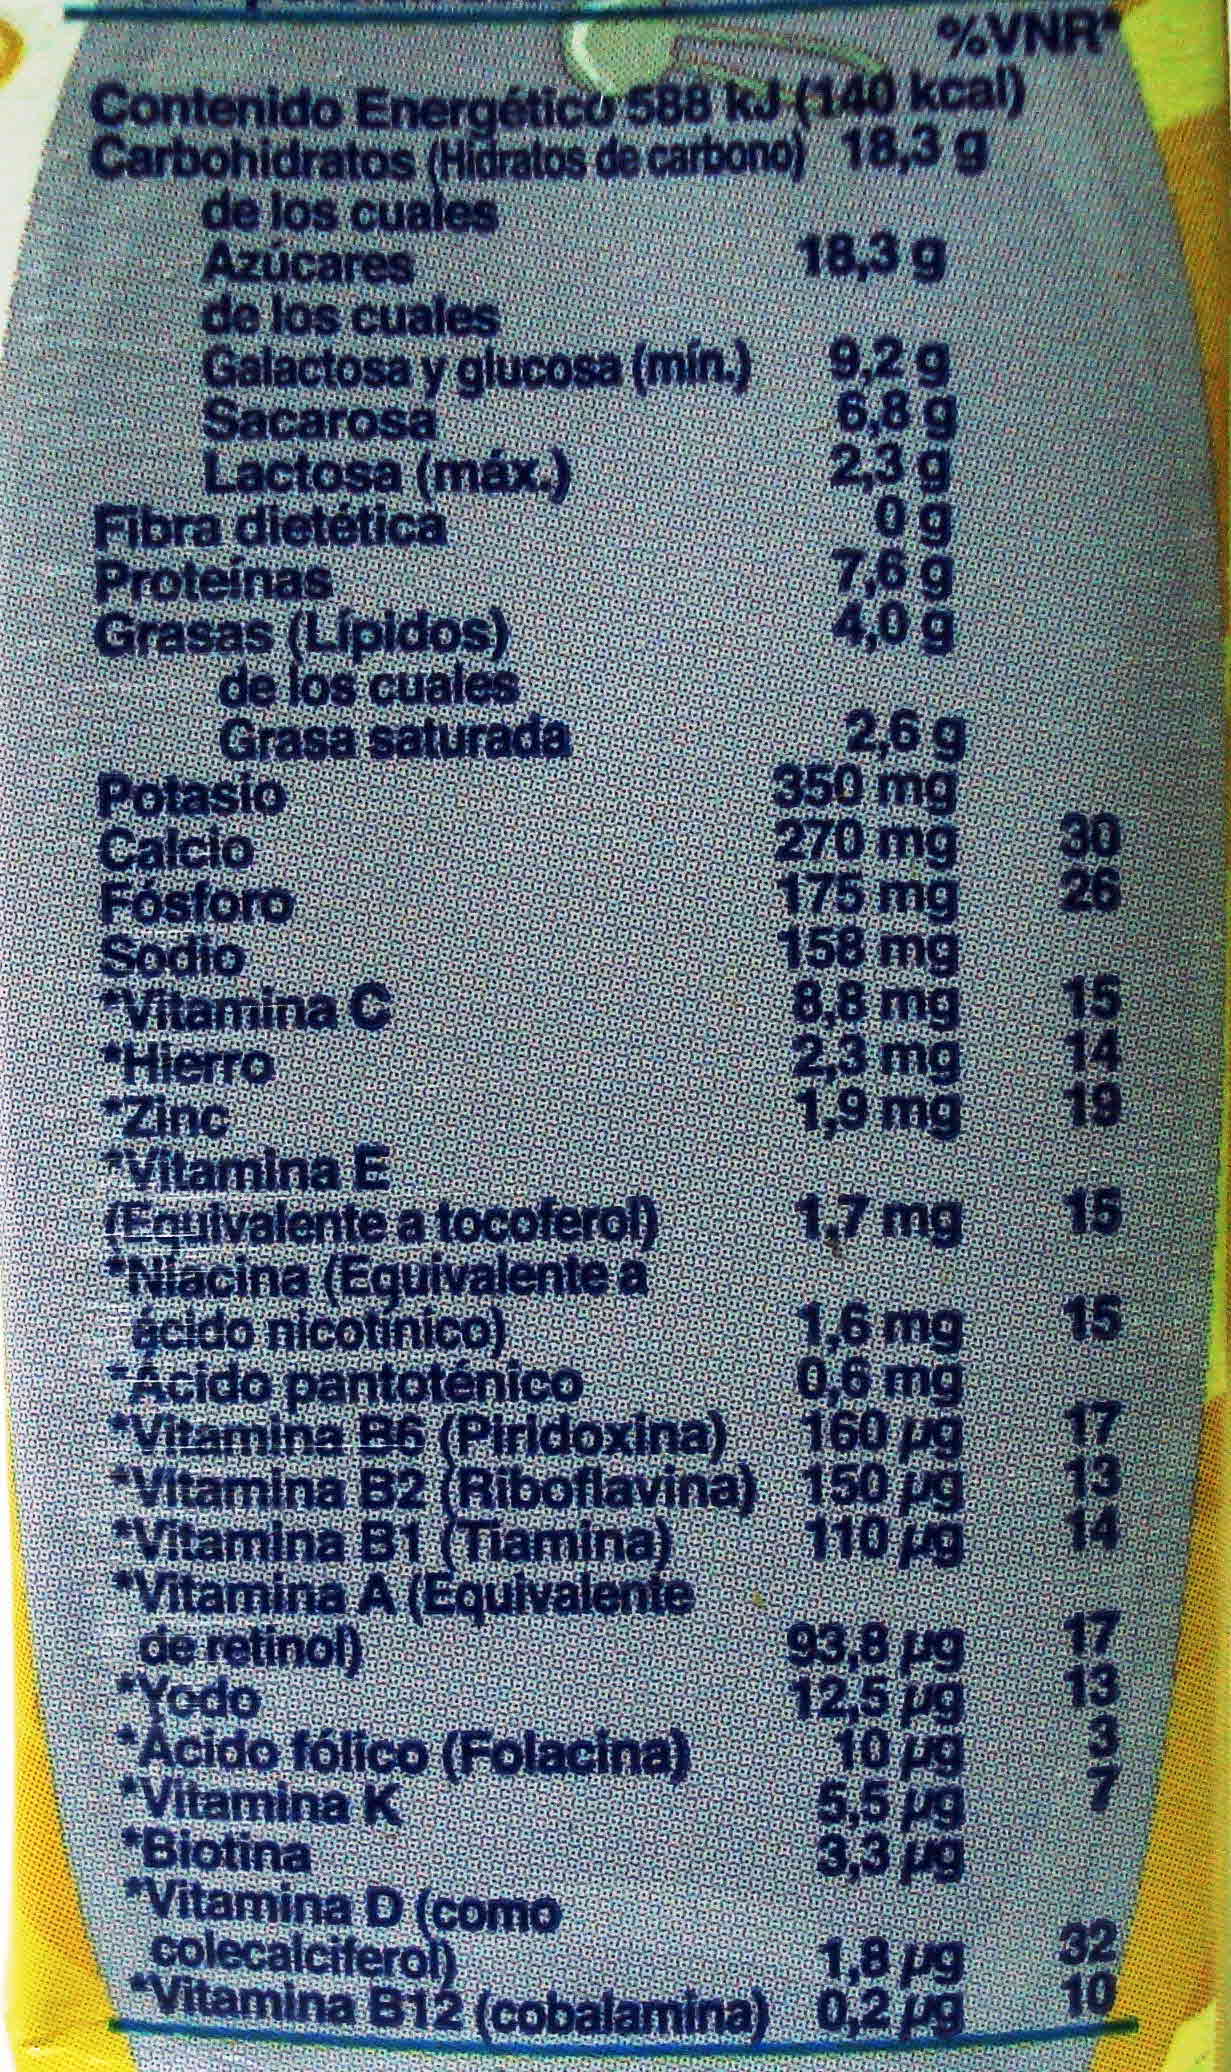 %VNR*
Contenido Energético 588 kJ (140 kcal)
Carbohidratos (Hidratos de carbono) 18,3 g
de los cuales
Azúcares 18,3 g
de los cuales
Galactosa y glucosa (mín.) 9,2 g
Sacarosa 6,8 g
Lactosa (máx.) 2,3 g
Fibra dietética 0 g
Proteínas 7,6 g
Grasas (Lípidos) 4,0 g
de los cuales
Grasa saturada 2,6 g
Potasio 350 mg
Calcio 270 mg 30
Fósforo 175 mg 26
Sodio 158 mg
*Vitamina C 8,8 mg 15
*Hierro 2,3 mg 14
*Zinc 1,9 mg 19
*Vitamina E
(Equivalente a tocoferol) 1,7 mg 15
*Niacina (Equivalente a
ácido nicotínico) 1,6 mg 15
*Ácido pantoténico 0,6 mg
*Vitamina B6 (Piridoxina) 160 µg 17
*Vitamina B2 (Riboflavina) 150 µg 13
*Vitamina B1 (Tiamina) 110 µg 14
*Vitamina A (Equivalente
de retinol) 93,8 µg 17
*Yodo 12,5 µg 13
*Ácido fólico (Folacina) 10 µg 3
*Vitamina K 5,5 µg 7
*Biotina 3,3 µg
*Vitamina D (como
colecalciferol) 1,8 µg 32
*Vitamina B12 (cobalamina) 0,2 µg 10